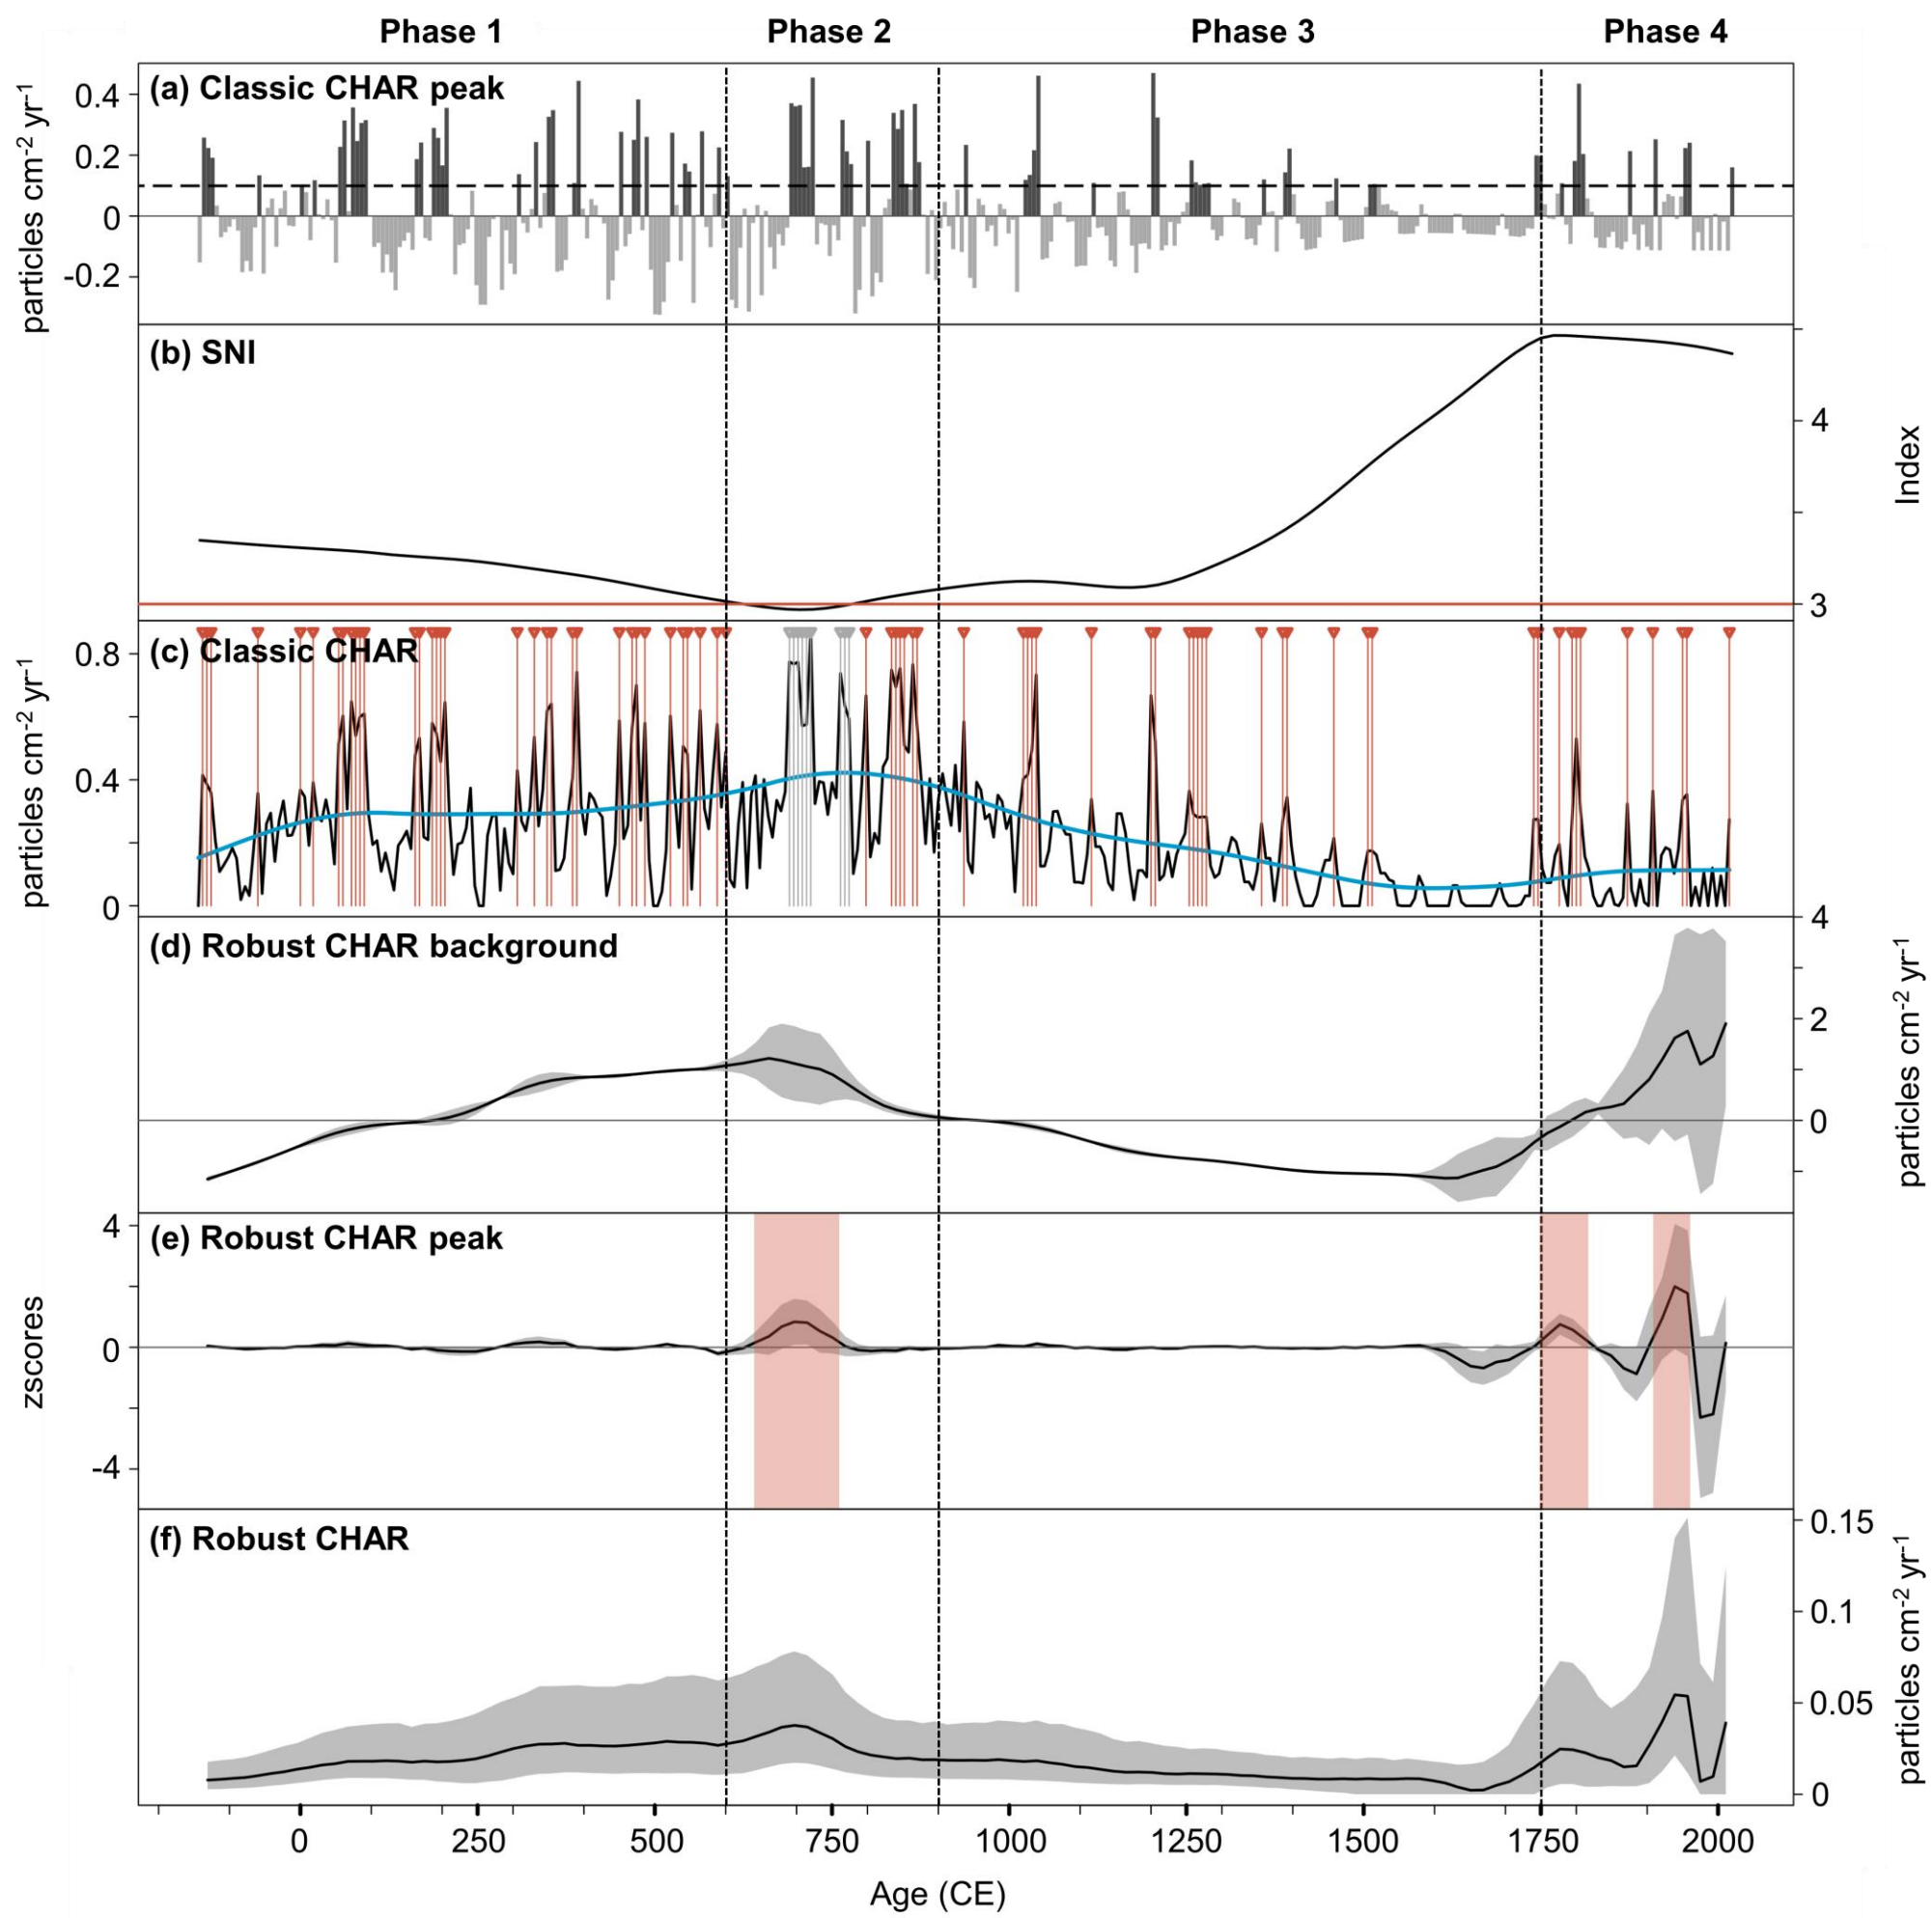 Phase 1 Phase 2 Phase 3 Phase 4
(a) Classic CHAR peak
particles cm-2 yr-1
0.4
0.2
0
-0.2
(b) SNI
4
3
Index
(c) Classic CHAR
particles cm-2 yr-1
0.8
0.4
0
(d) Robust CHAR background
4
2
0
particles cm-2 yr-1
(e) Robust CHAR peak
zscores
4
0
-4
(f) Robust CHAR
0.15
0.1
0.05
0
particles cm-2 yr-1
0 250 500 750 1000 1250 1500 1750 2000
Age (CE)